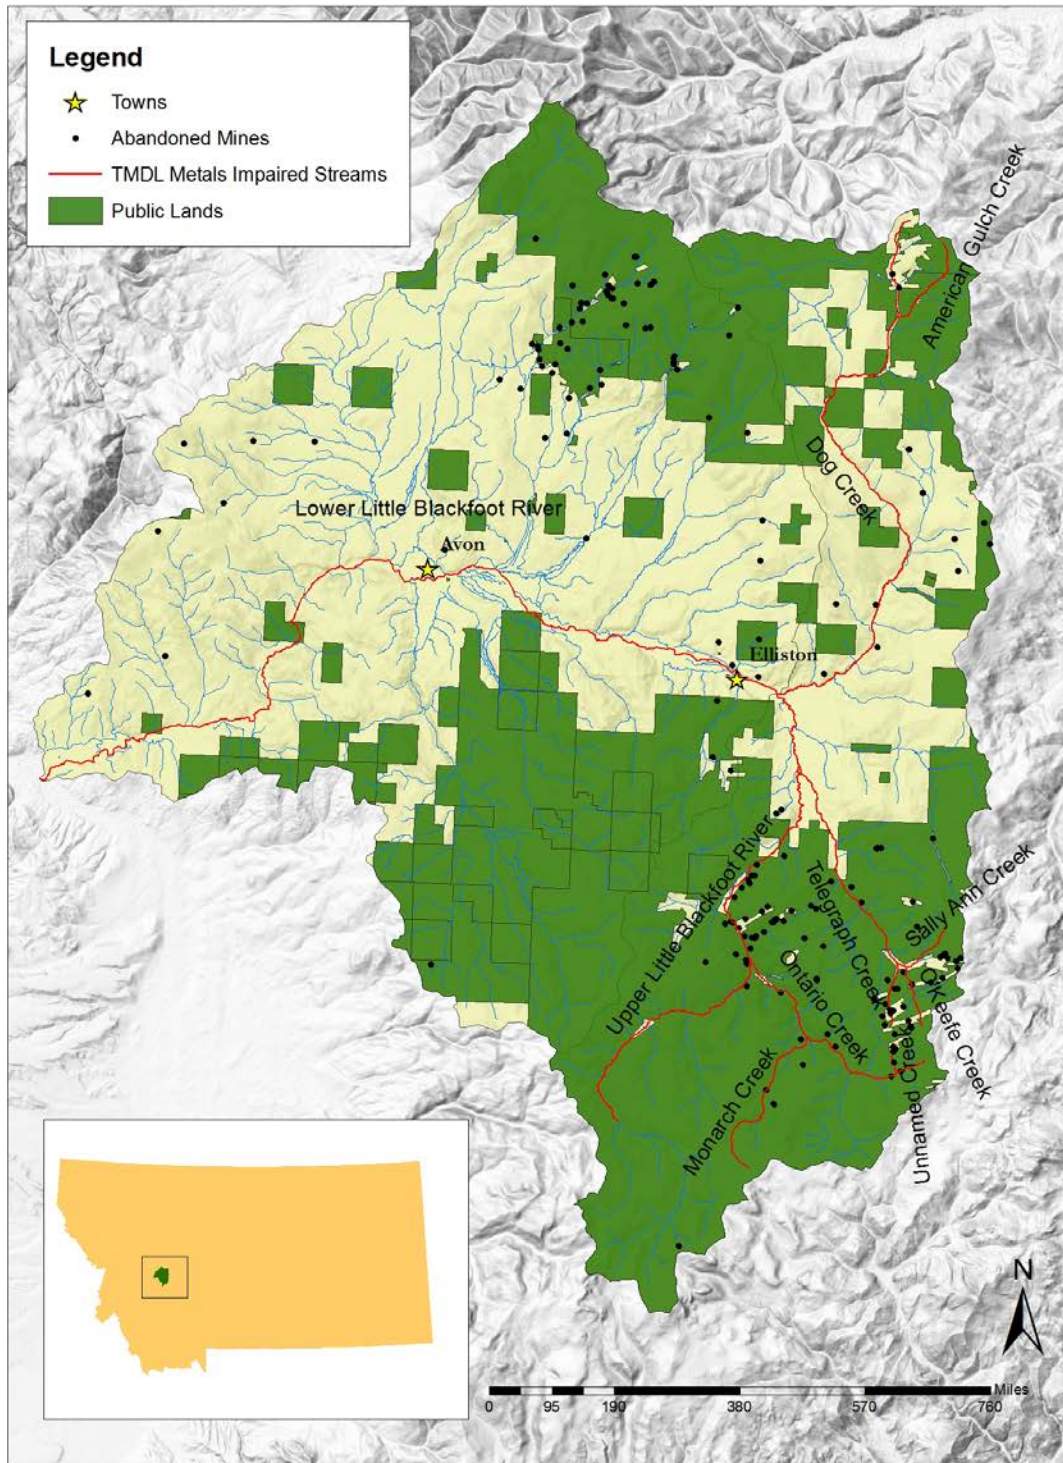 Legend
Towns
Abandoned Mines
TMDL Metals Impaired Streams
Public Lands
American Gulch Creek
Dog Creek
Lower Little Blackfoot River
Avon
Elliston
Upper Little Blackfoot River
Telegraph Creek
Sally Ann Creek
Ontario Creek
O'Keefe Creek
Monarch Creek
Unnamed Creek
N
Miles
0 95 190 380 570 760